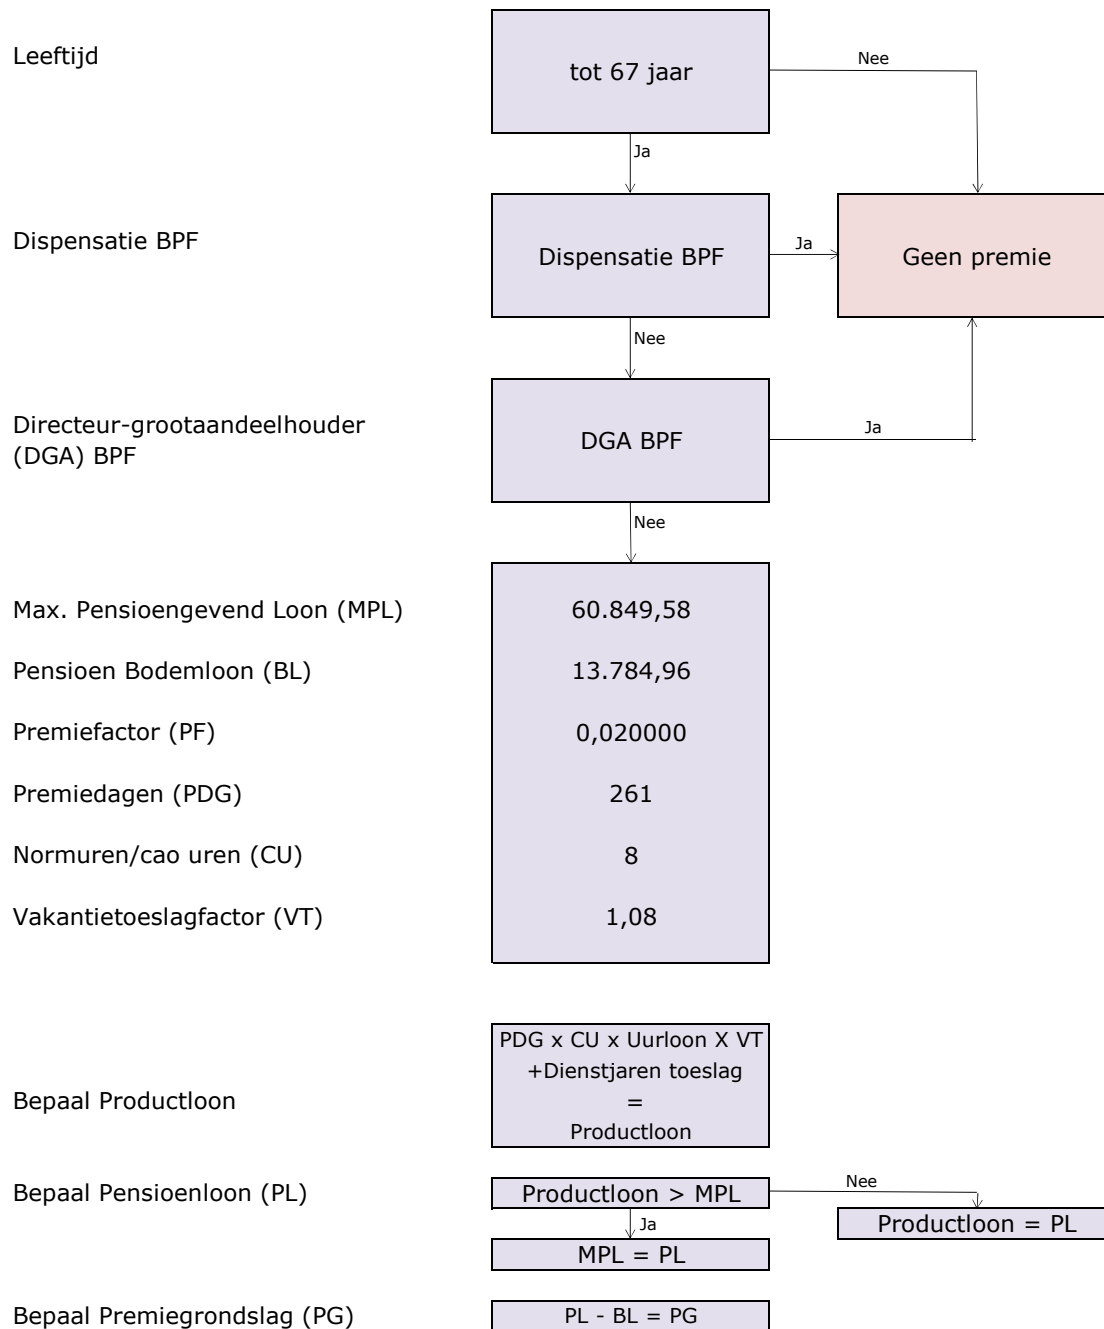 Leeftijd
tot 67 jaar
Nee
Ja
Dispensatie BPF
Dispensatie BPF
Ja
Geen premie
Nee
Directeur-grootaandeelhouder
(DGA) BPF
DGA BPF
Ja
Nee
Max. Pensioengevend Loon (MPL)
60.849,58
Pensioen Bodemloon (BL)
13.784,96
Premiefactor (PF)
0,020000
Premiedagen (PDG)
261
Normuren/cao uren (CU)
8
Vakantietoeslagfactor (VT)
1,08
Bepaal Productloon
PDG x CU x Uurloon X VT
+Dienstjaren toeslag
=
Productloon
Bepaal Pensioenloon (PL)
Productloon > MPL
Nee
Productloon = PL
Ja
MPL = PL
Bepaal Premiegrondslag (PG)
PL - BL = PG